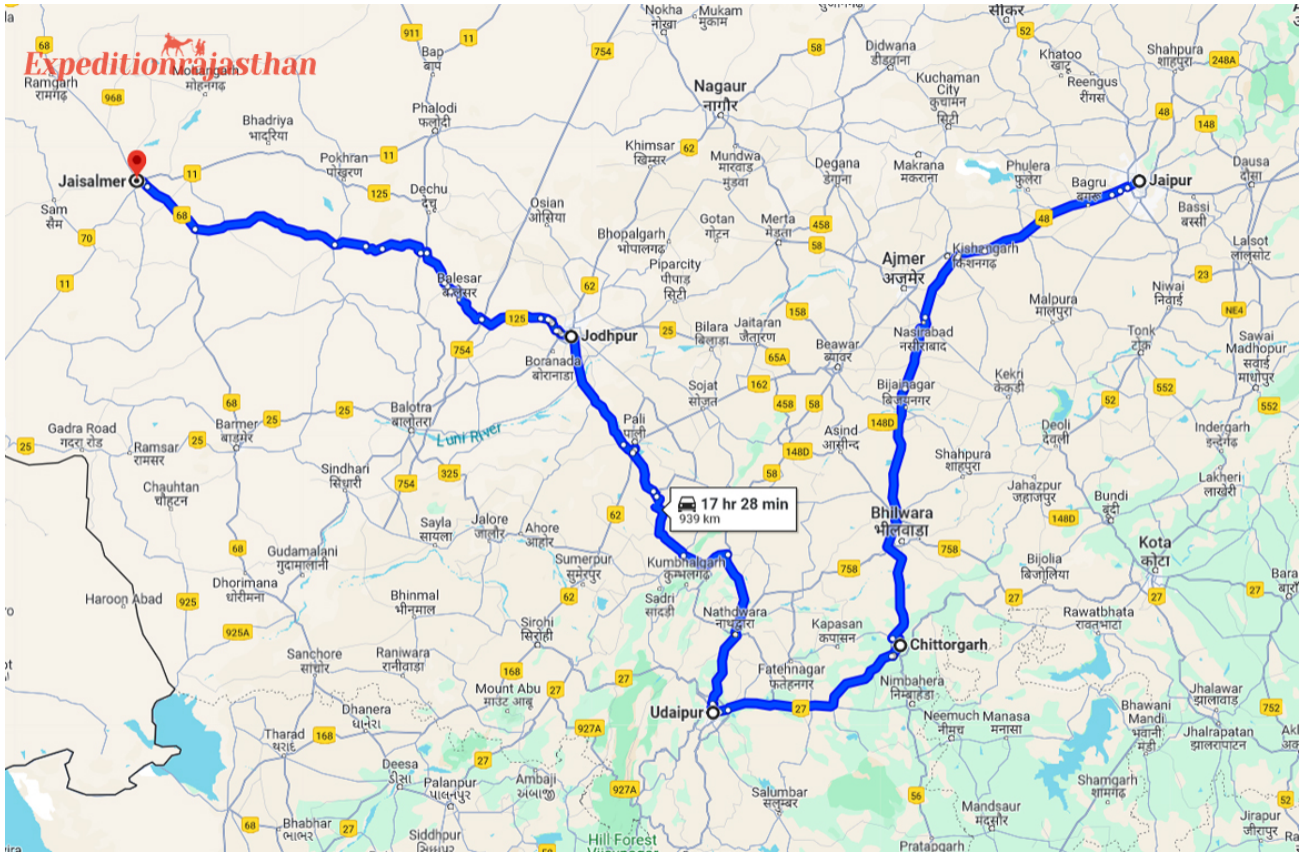 Expeditionrajasthan
Nokha
नोखा
Mukam
मुकाम
सीकर
52
68
911
Bap
बाप
11
754
58
Didwana
डीडवाना
Khatoo
खाटू
Shahpura
शाहपुरा
248A
Ramgarh
रामगढ़
Mohangarh
मोहनगढ़
968
Reengus
रींगस
Nagaur
नागौर
Kuchaman
City
कुचामन
सिटी
Phalodi
फलोदी
48
148
Bhadriya
भादरिया
Khimsar
खिम्सर
62
Mundwa
मारवाड़
मुंडवा
Degana
डेगाना
Makrana
मकराना
Phulera
फुलेरा
Dausa
दौसा
Pokhran
पोखरण
11
125
Dechu
देचू
Jaisalmer
11
Bagru
बगरू
Jaipur
Bassi
बस्सी
Sam
सैम
68
70
Osian
ओसिया
Gotan
गोटन
Merta
मेड़ता
458
58
48
Bhopalgarh
भोपालगढ़
Kishangarh
किशनगढ़
Lalsot
लालसोट
Ajmer
अजमेर
Piparcity
पीपाड़
सिटी
11
Balesar
बालेसर
62
23
Niwai
निवाई
Malpura
मालपुरा
158
NE4
125
Jodhpur
25
Bilara
बिलाड़ा
Jaitaran
जैतारण
Nasirabad
नसीराबाद
Tonk
टोंक
Sawai
Madhopur
सवाई
माधोपुर
754
Boranada
बोरानाडा
65A
Beawar
ब्यावर
Kekri
केकड़ी
552
552
Sojat
सोजत
162
Bijainagar
बिजयनगर
52
68
25
25
Balotra
बालोतरा
Luni River
Pali
पाली
458
58
148D
Deoli
देवली
Indergarh
इन्द्रगढ़
Gadra Road
गदरा रोड
25
Ramsar
रामसर
25
Barmer
बाड़मेर
Asind
आसीन्द
148D
Shahpura
शाहपुरा
Sindhari
सिंधारी
325
754
58
Jahazpur
जहाजपुर
Lakheri
लाखेरी
Chauhtan
चौहटन
17 hr 28 min
939 km
Bundi
बूंदी
62
Bhilwara
भीलवाड़ा
148D
Sayla
सायला
Jalore
जालौर
Ahore
आहोर
Kota
कोटा
68
Gudamalani
गुदामालानी
Sumerpur
सुमेरपुर
Kumbhalgarh
कुम्भलगढ़
758
758
Bijolia
बिजोलिया
Dhorimana
धोरीमना
27
27
27
Haroon Abad
925
Bhinmal
भीनमाल
62
Sadri
सादड़ी
Nathdwara
नाथद्वारा
Kapasan
कपासन
Rawatbhata
रावतभाटा
925A
Sirohi
सिरोही
Chittorgarh
Sanchore
सांचोर
Raniwara
रानीवाड़ा
168
27
27
Fatehnagar
फतेहनगर
Nimbahera
निम्बाहेड़ा
Mount Abu
माउंट आबू
Jhalawar
झालावाड़
Dhanera
ધાનેરા
Udaipur
27
Neemuch
नीमच
Manasa
मनासा
Bhawani
Mandi
भवानी
मंडी
752
Jhalrapatan
झालरापाटन
Tharad
થરાદ
168
927A
27
Deesa
ડીસા
Palanpur
પાલનપુર
Ambaji
અંબાજી
927A
Salumbar
सलुम्बर
56
Shamgarh
शामगढ़
52
Mandsaur
मंदसौर
68
Bhabhar
ભાભર
27
Siddhpur
58
Hill Forest
Pratapgarh
Jirapur
जीरापुर